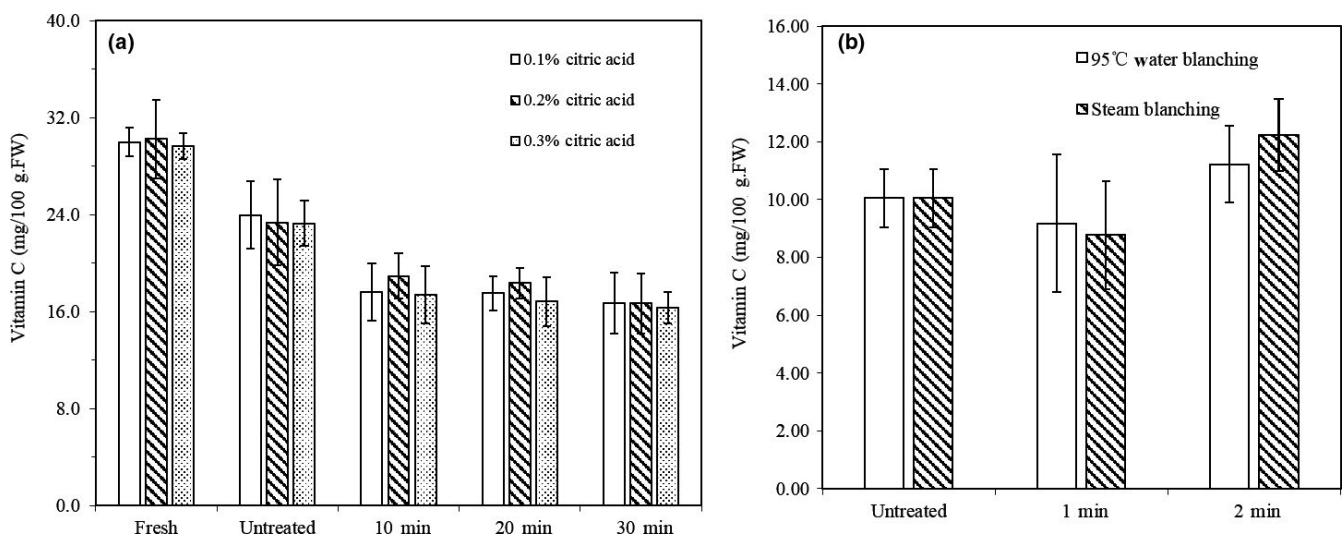 (a)
0.1% citric acid
0.2% citric acid
0.3% citric acid
Vitamin C (mg/100 g.FW)
40.0
32.0
24.0
16.0
8.0
0.0
Fresh Untreated 10 min 20 min 30 min
(b)
95℃ water blanching
Steam blanching
Vitamin C (mg/100 g.FW)
16.00
14.00
12.00
10.00
8.00
6.00
4.00
2.00
0.00
Untreated 1 min 2 min